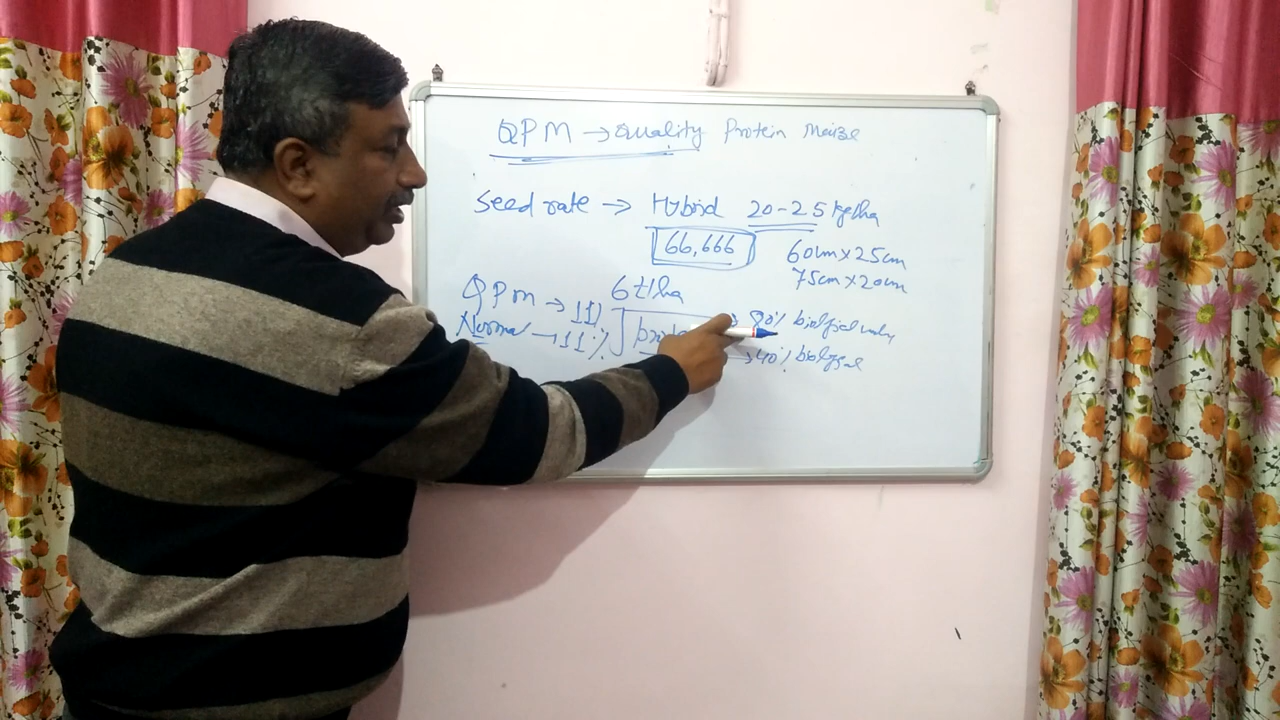 QPM → Quality Protein Maize
Seed rate → Hybrid 20-25 kg/ha
66,666 60cm×25cm
75cm×20cm
6t/ha
QPM → 11% → 80% biological value
Normal → 11% → 40% biological